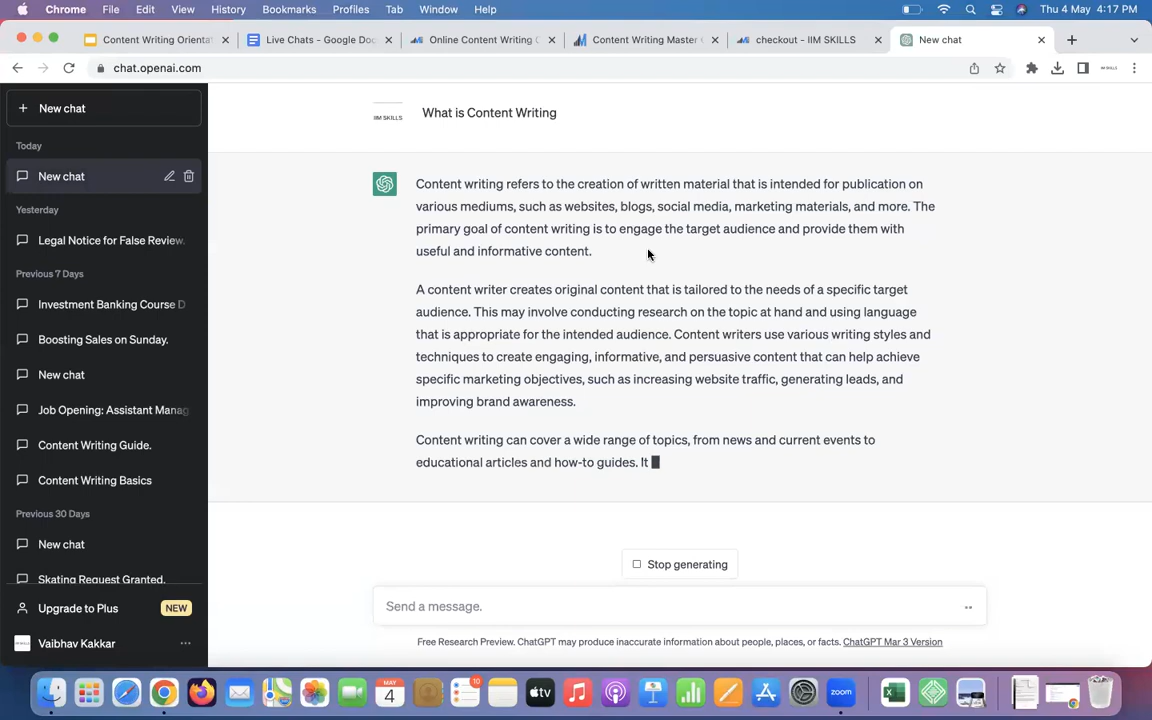 Chrome File Edit View History Bookmarks Profiles Tab Window Help Thu 4 May 4:17 PM
Content Writing Orientat Live Chats - Google Doc Online Content Writing Content Writing Master checkout - IIM SKILLS New chat
chat.openai.com
IIM SKILLS
New chat
Today
New chat
Yesterday
Legal Notice for False Review.
Previous 7 Days
Investment Banking Course D
Boosting Sales on Sunday.
New chat
Job Opening: Assistant Manag
Content Writing Guide.
Content Writing Basics
Previous 30 Days
New chat
Skating Request Granted.
Upgrade to Plus NEW
Vaibhav Kakkar
IIM SKILLS What is Content Writing
Content writing refers to the creation of written material that is intended for publication on
various mediums, such as websites, blogs, social media, marketing materials, and more. The
primary goal of content writing is to engage the target audience and provide them with
useful and informative content.
A content writer creates original content that is tailored to the needs of a specific target
audience. This may involve conducting research on the topic at hand and using language
that is appropriate for the intended audience. Content writers use various writing styles and
techniques to create engaging, informative, and persuasive content that can help achieve
specific marketing objectives, such as increasing website traffic, generating leads, and
improving brand awareness.
Content writing can cover a wide range of topics, from news and current events to
educational articles and how-to guides. It
Stop generating
Send a message.
Free Research Preview. ChatGPT may produce inaccurate information about people, places, or facts. ChatGPT Mar 3 Version
MAY
4
10
tv
zoom